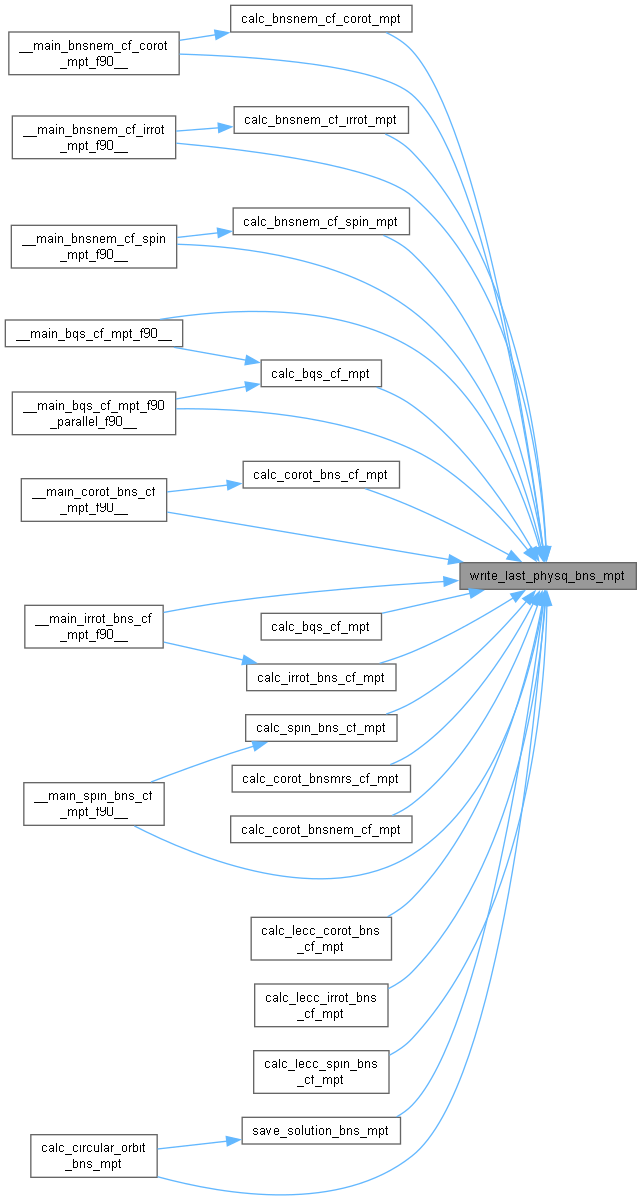 calc_bnsnem_cf_corot_mpt
__main_bnsnem_cf_corot
_mpt_f90__
calc_bnsnem_cf_irrot_mpt
__main_bnsnem_cf_irrot
_mpt_f90__
calc_bnsnem_cf_spin_mpt
__main_bnsnem_cf_spin
_mpt_f90__
__main_bqs_cf_mpt_f90__
calc_bqs_cf_mpt
__main_bqs_cf_mpt_f90
_parallel_f90__
calc_corot_bns_cf_mpt
__main_corot_bns_cf
_mpt_f90__
write_last_physq_bns_mpt
__main_irrot_bns_cf
_mpt_f90__
calc_bqs_cf_mpt
calc_irrot_bns_cf_mpt
calc_spin_bns_cf_mpt
calc_corot_bnsmrs_cf_mpt
__main_spin_bns_cf
_mpt_f90__
calc_corot_bnsnem_cf_mpt
calc_lecc_corot_bns
_cf_mpt
calc_lecc_irrot_bns
_cf_mpt
calc_lecc_spin_bns
_cf_mpt
save_solution_bns_mpt
calc_circular_orbit
_bns_mpt